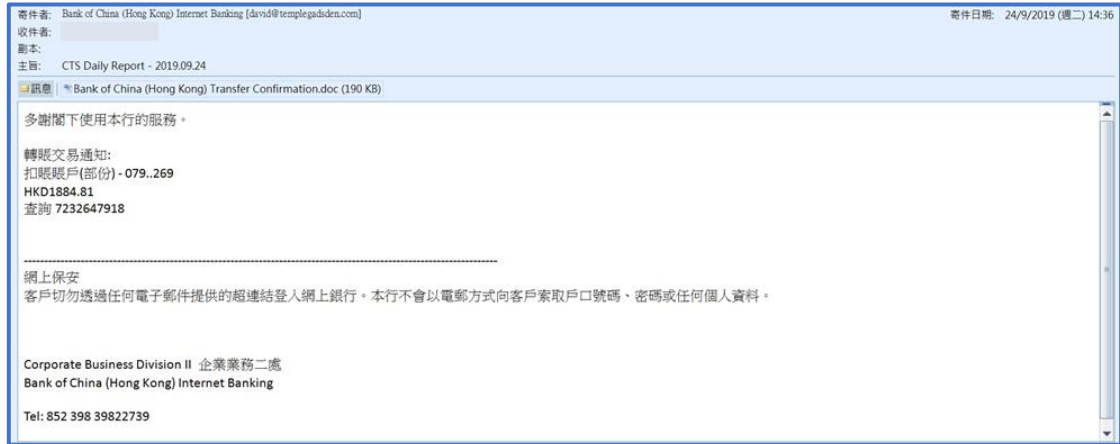 寄件者: Bank of China (Hong Kong) Internet Banking [david@templegadsden.com] 寄件日期: 24/9/2019 (週二) 14:36
收件者:
副本:
主旨: CTS Daily Report - 2019.09.24
訊息 Bank of China (Hong Kong) Transfer Confirmation.doc (190 KB)
多謝閣下使用本行的服務。
轉賬交易通知:
扣賬賬戶(部份) - 079..269
HKD1884.81
查詢 7232647918
網上保安
客戶切勿透過任何電子郵件提供的超連結登入網上銀行。本行不會以電郵方式向客戶索取戶口號碼、密碼或任何個人資料。
Corporate Business Division II 企業業務二處
Bank of China (Hong Kong) Internet Banking
Tel: 852 398 39822739